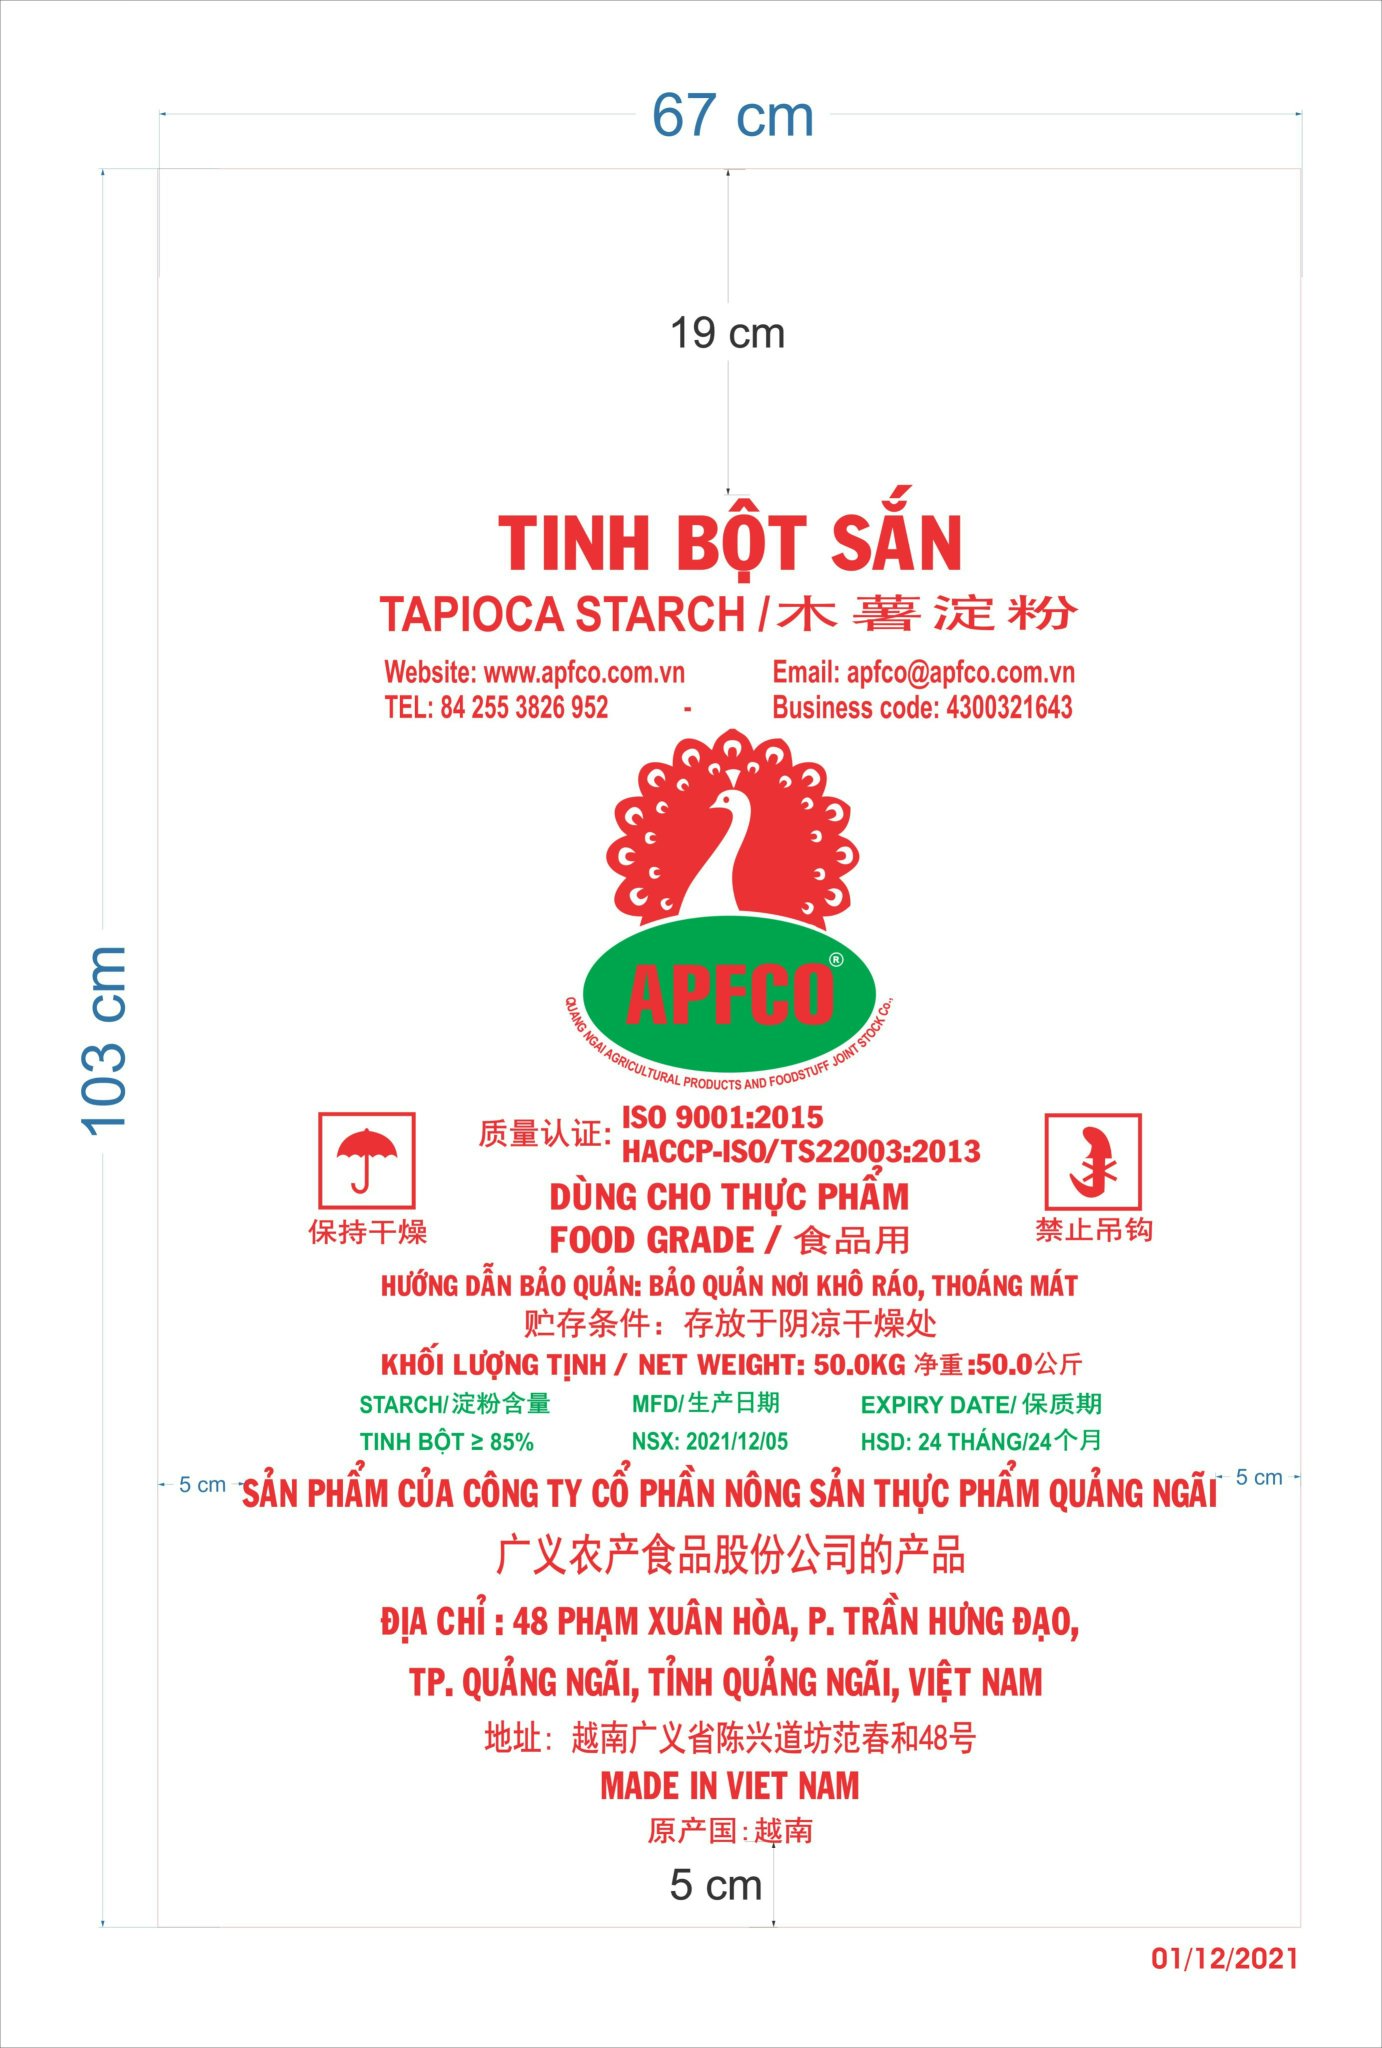 67 cm
19 cm
103 cm
TINH BỘT SẮN
TAPIOCA STARCH / 木薯淀粉
Website: www.apfco.com.vn Email: apfco@apfco.com.vn
TEL: 84 255 3826 952 - Business code: 4300321643
APFCO®
QUANG NGAI AGRICULTURAL PRODUCTS AND FOODSTUFF JOINT STOCK Co.,
质量认证: ISO 9001:2015
HACCP-ISO/TS22003:2013
保持干燥
禁止吊钩
DÙNG CHO THỰC PHẨM
FOOD GRADE / 食品用
HƯỚNG DẪN BẢO QUẢN: BẢO QUẢN NƠI KHÔ RÁO, THOÁNG MÁT
贮存条件：存放于阴凉干燥处
KHỐI LƯỢNG TỊNH / NET WEIGHT: 50.0KG 净重:50.0公斤
STARCH/淀粉含量 MFD/生产日期 EXPIRY DATE/ 保质期
TINH BỘT ≥ 85% NSX: 2021/12/05 HSD: 24 THÁNG/24个月
5 cm
SẢN PHẨM CỦA CÔNG TY CỔ PHẦN NÔNG SẢN THỰC PHẨM QUẢNG NGÃI
5 cm
广义农产食品股份公司的产品
ĐỊA CHỈ : 48 PHẠM XUÂN HÒA, P. TRẦN HƯNG ĐẠO,
TP. QUẢNG NGÃI, TỈNH QUẢNG NGÃI, VIỆT NAM
地址：越南广义省陈兴道坊范春和48号
MADE IN VIET NAM
原产国:越南
5 cm
01/12/2021